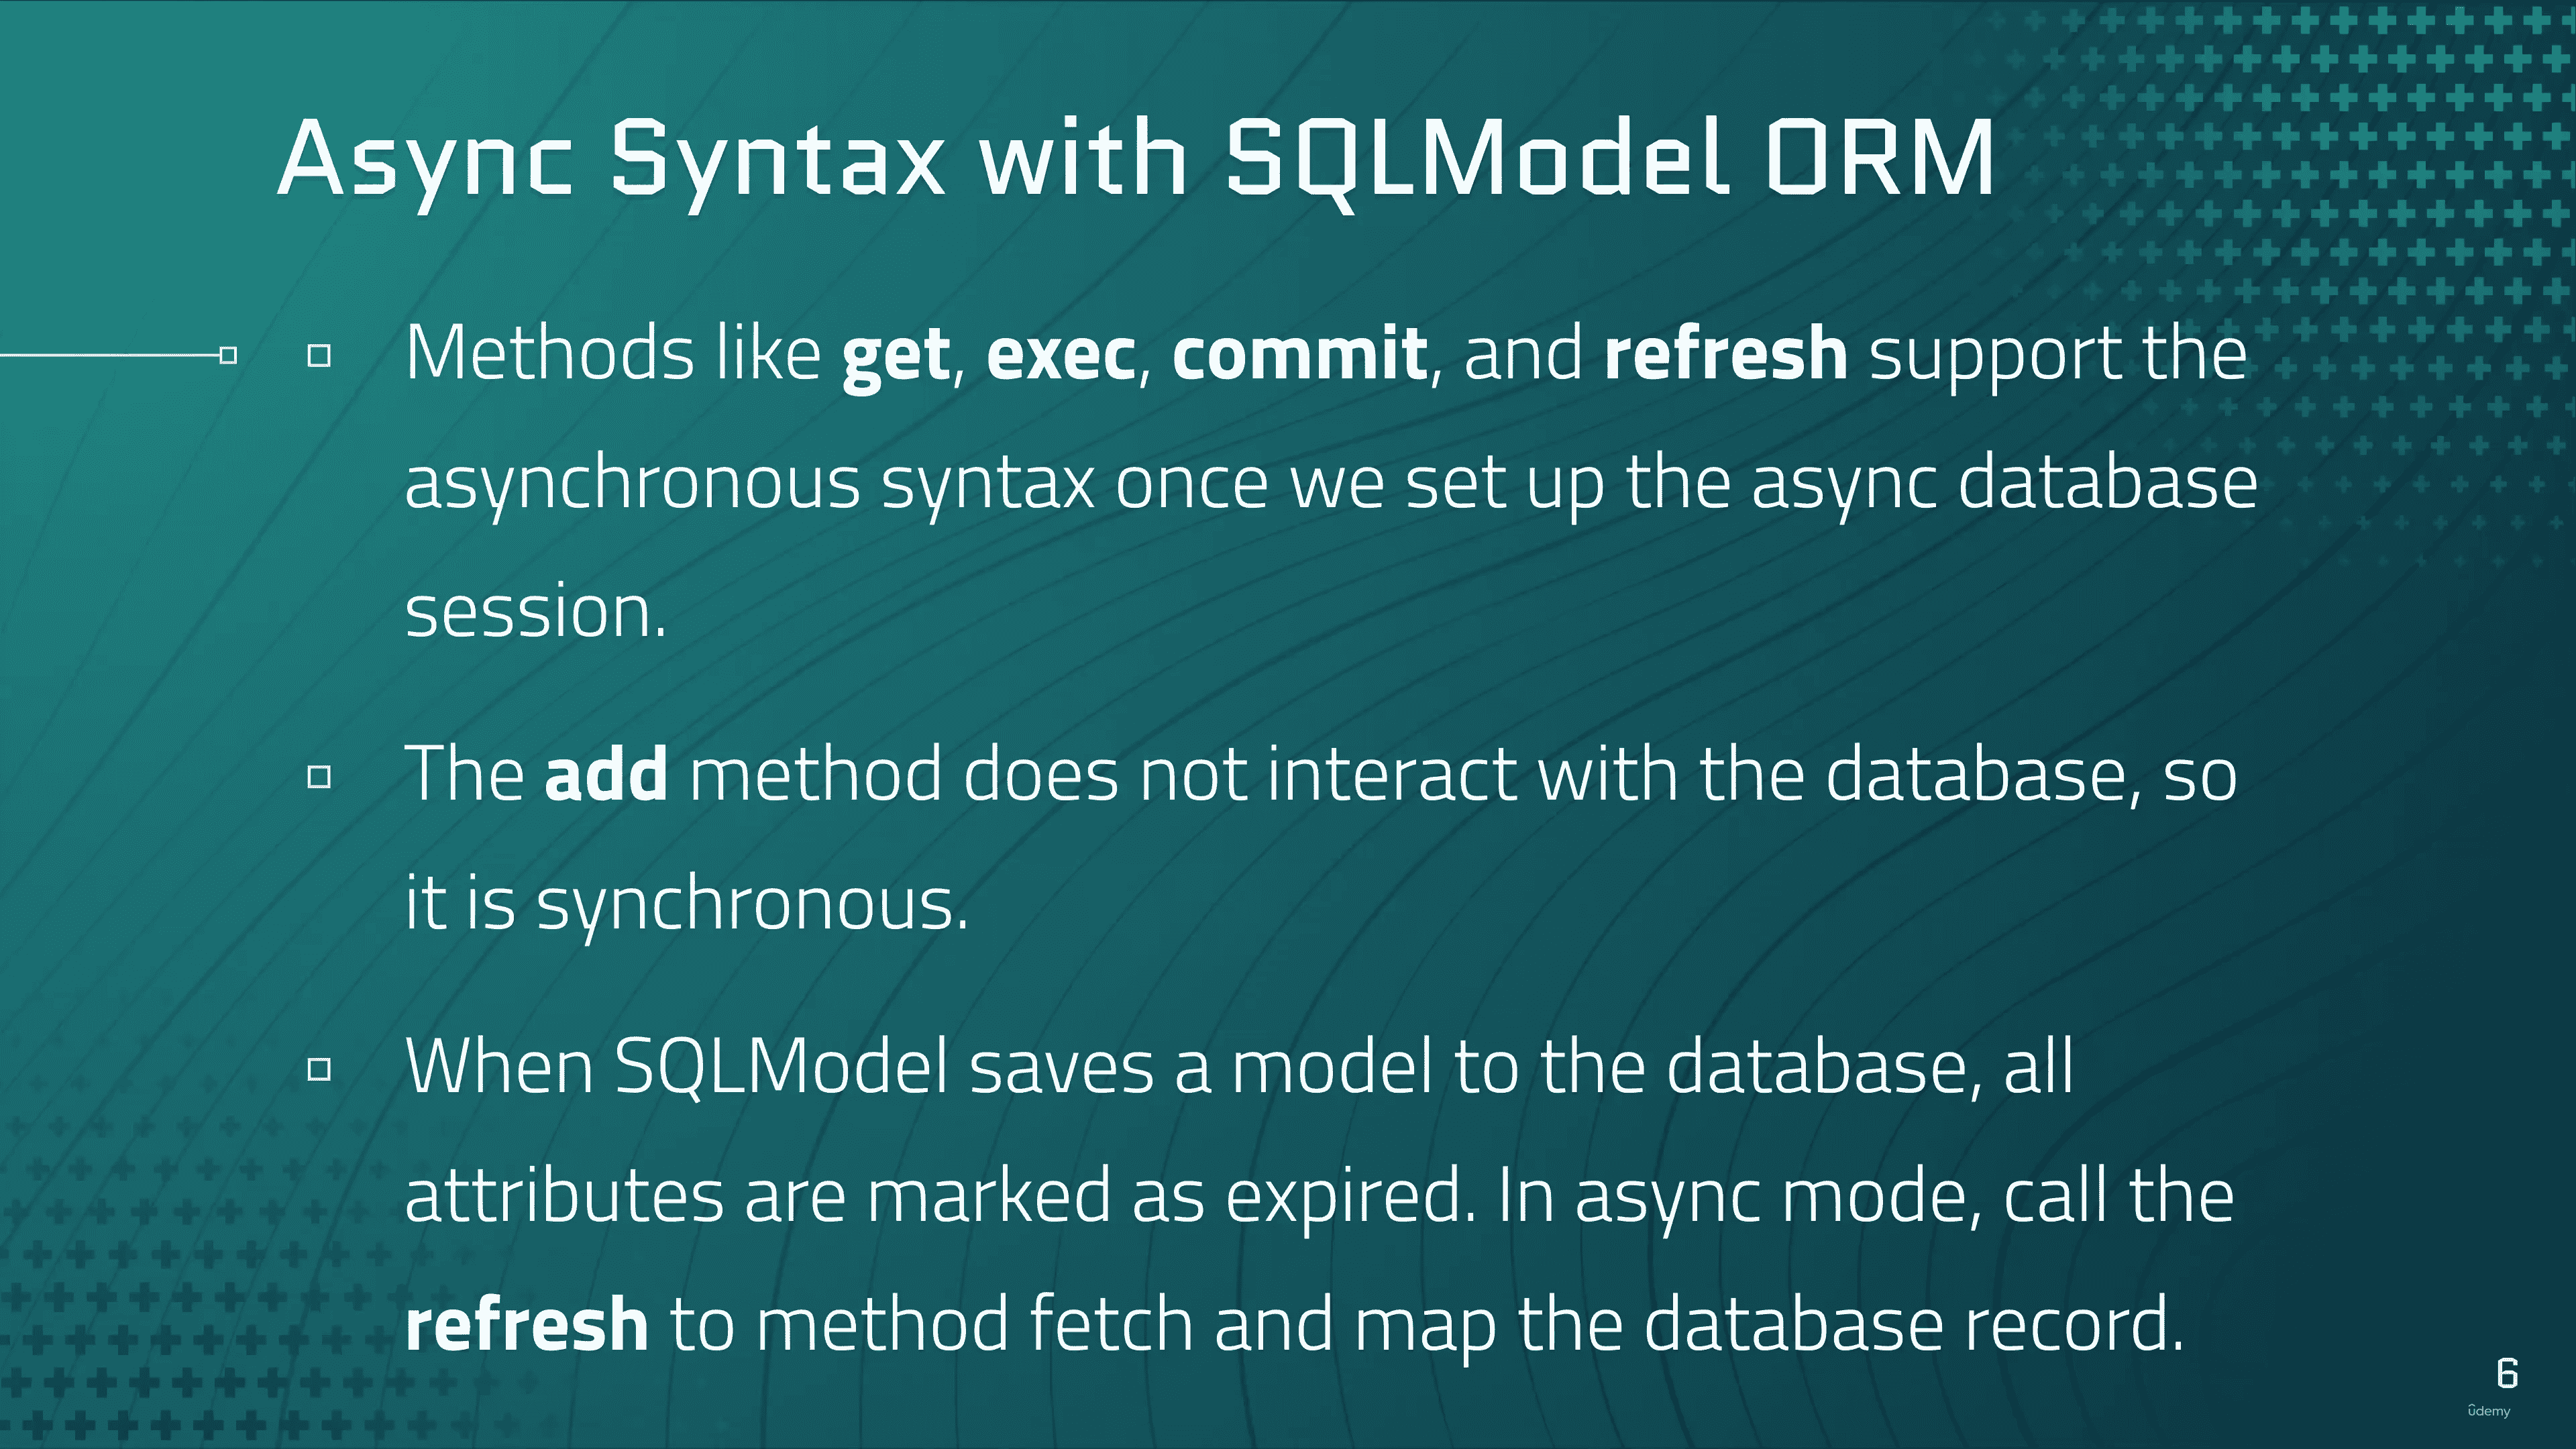 Async Syntax with SQLModel ORM
Methods like get, exec, commit, and refresh support the
asynchronous syntax once we set up the async database
session.
The add method does not interact with the database, so
it is synchronous.
When SQLModel saves a model to the database, all
attributes are marked as expired. In async mode, call the
refresh to method fetch and map the database record.
6
ûdemy